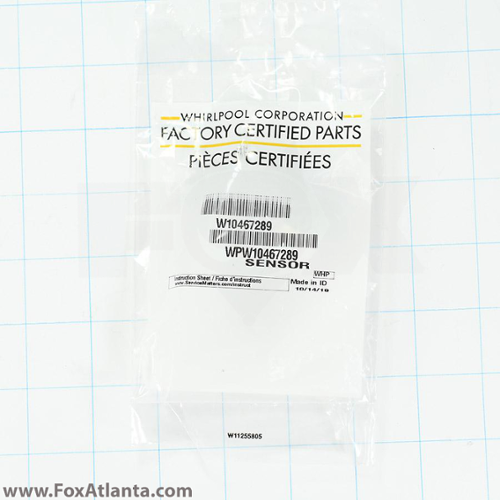 WHIRLPOOL CORPORATION
FACTORY CERTIFIED PARTS
PIÈCES CERTIFIÉES
W10467289
WPW10467289
SENSOR
WHP
Instruction Sheet / Fiche d'instructions
www.ServiceMatters.com/instruct
Made in ID
10/14/18
W11255805
www.FoxAtlanta.com